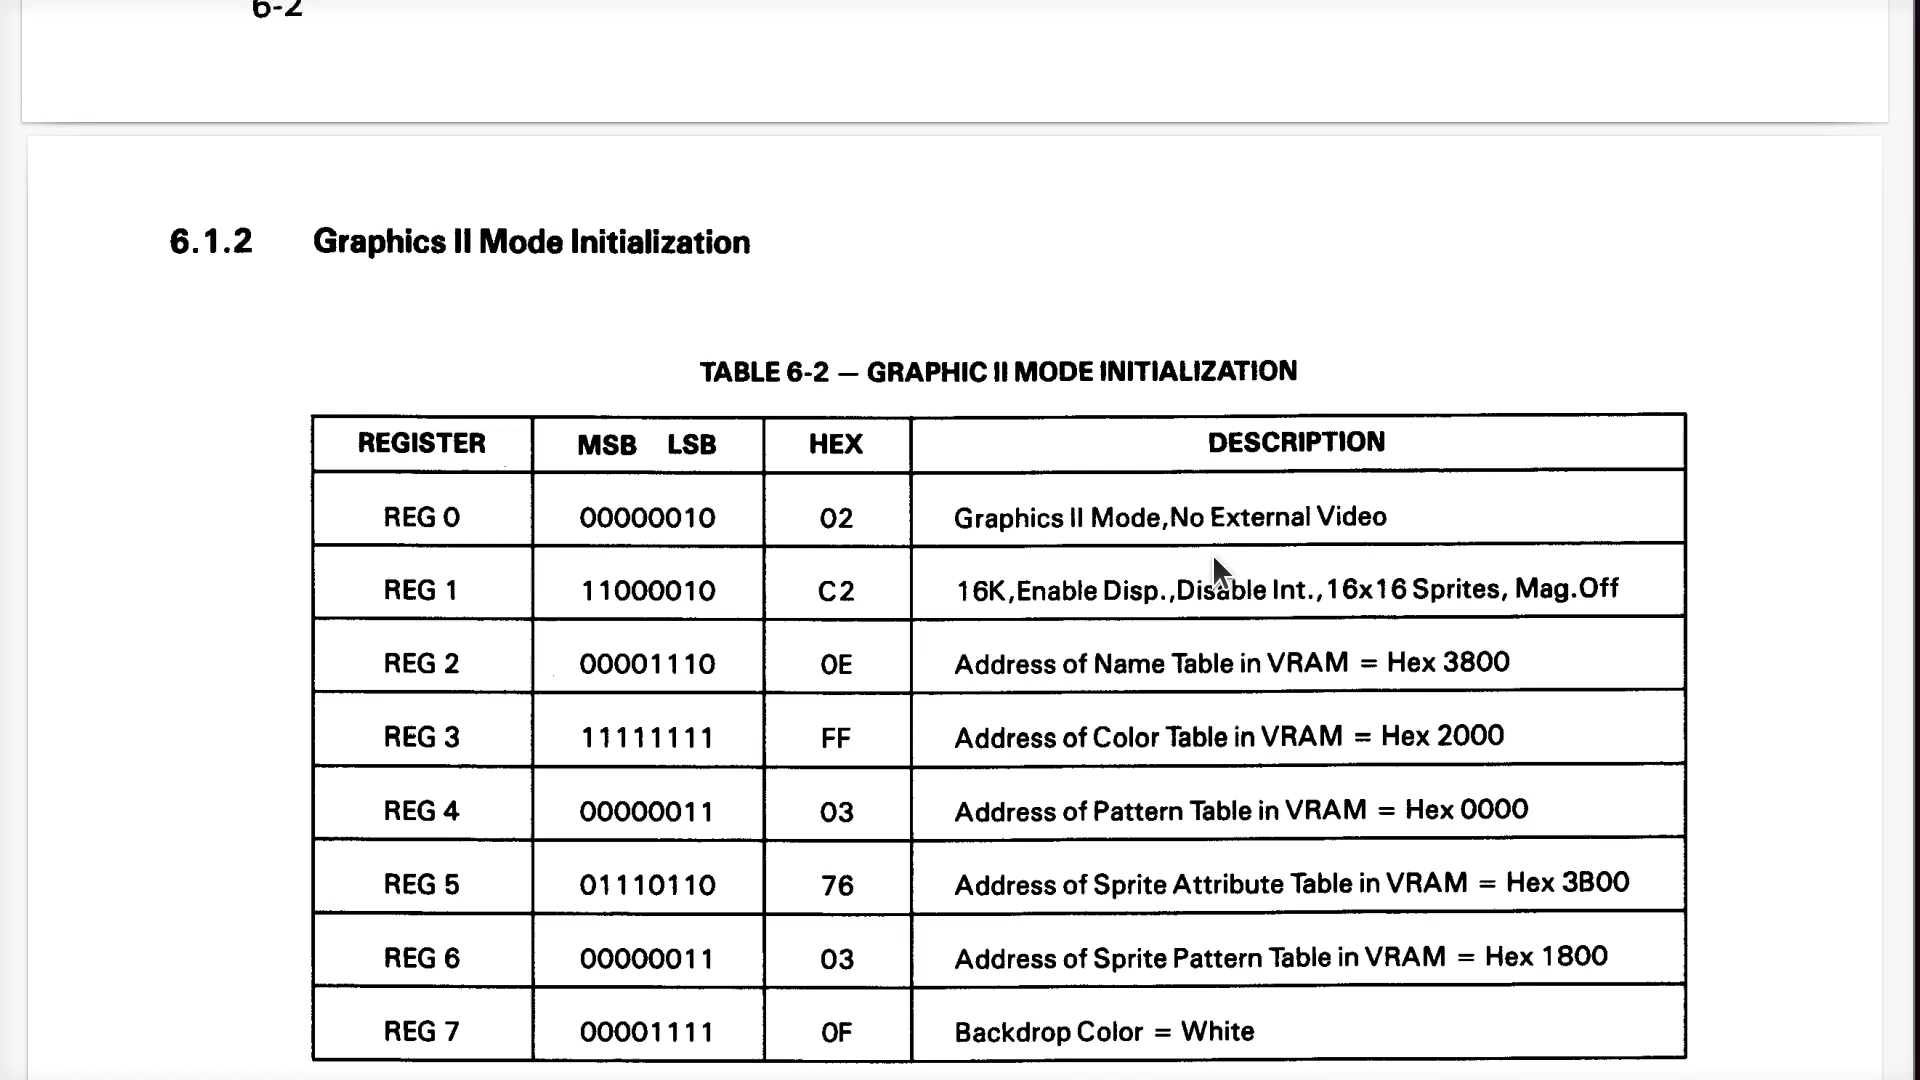 6-2
6.1.2 Graphics II Mode Initialization
TABLE 6-2 — GRAPHIC II MODE INITIALIZATION
REGISTER MSB LSB HEX DESCRIPTION
REG 0 00000010 02 Graphics II Mode,No External Video
REG 1 11000010 C2 16K,Enable Disp.,Disable Int.,16x16 Sprites, Mag.Off
REG 2 00001110 0E Address of Name Table in VRAM = Hex 3800
REG 3 11111111 FF Address of Color Table in VRAM = Hex 2000
REG 4 00000011 03 Address of Pattern Table in VRAM = Hex 0000
REG 5 01110110 76 Address of Sprite Attribute Table in VRAM = Hex 3B00
REG 6 00000011 03 Address of Sprite Pattern Table in VRAM = Hex 1800
REG 7 00001111 0F Backdrop Color = White